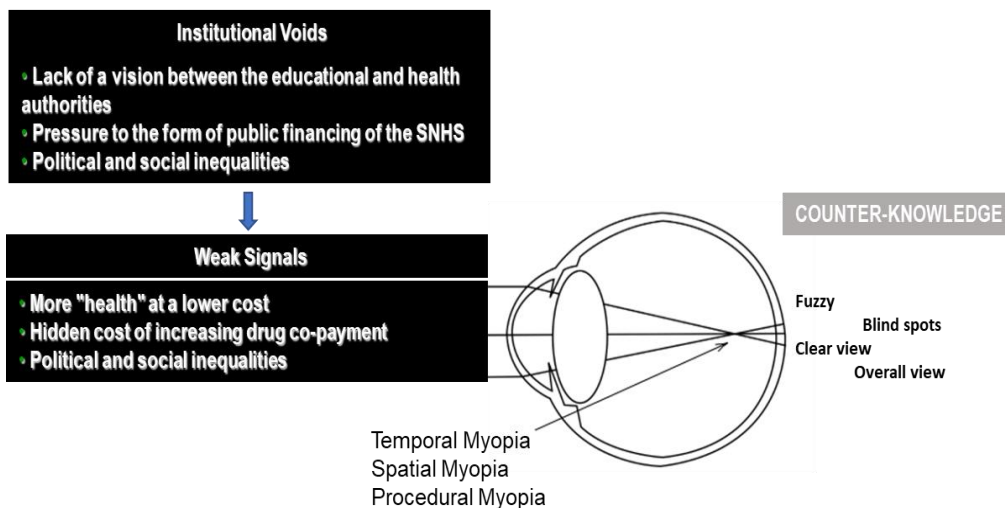 Institutional Voids
• Lack of a vision between the educational and health
authorities
• Pressure to the form of public financing of the SNHS
• Political and social inequalities
Weak Signals
• More "health" at a lower cost
• Hidden cost of increasing drug co-payment
• Political and social inequalities
COUNTER-KNOWLEDGE
Fuzzy
Blind spots
Clear view
Overall view
Temporal Myopia
Spatial Myopia
Procedural Myopia